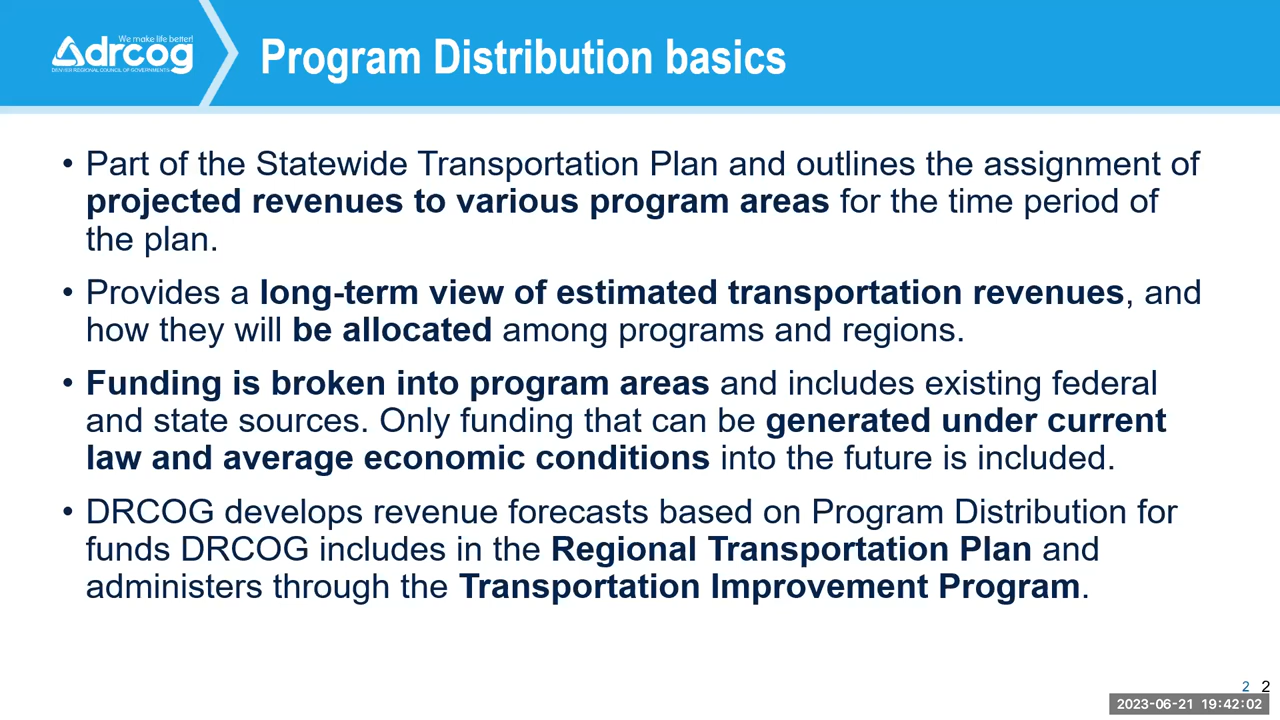 We make life better!
drcog
DENVER REGIONAL COUNCIL OF GOVERNMENTS
Program Distribution basics
• Part of the Statewide Transportation Plan and outlines the assignment of
projected revenues to various program areas for the time period of
the plan.
• Provides a long-term view of estimated transportation revenues, and
how they will be allocated among programs and regions.
• Funding is broken into program areas and includes existing federal
and state sources. Only funding that can be generated under current
law and average economic conditions into the future is included.
• DRCOG develops revenue forecasts based on Program Distribution for
funds DRCOG includes in the Regional Transportation Plan and
administers through the Transportation Improvement Program.
2 2
2023-06-21 19:42:02